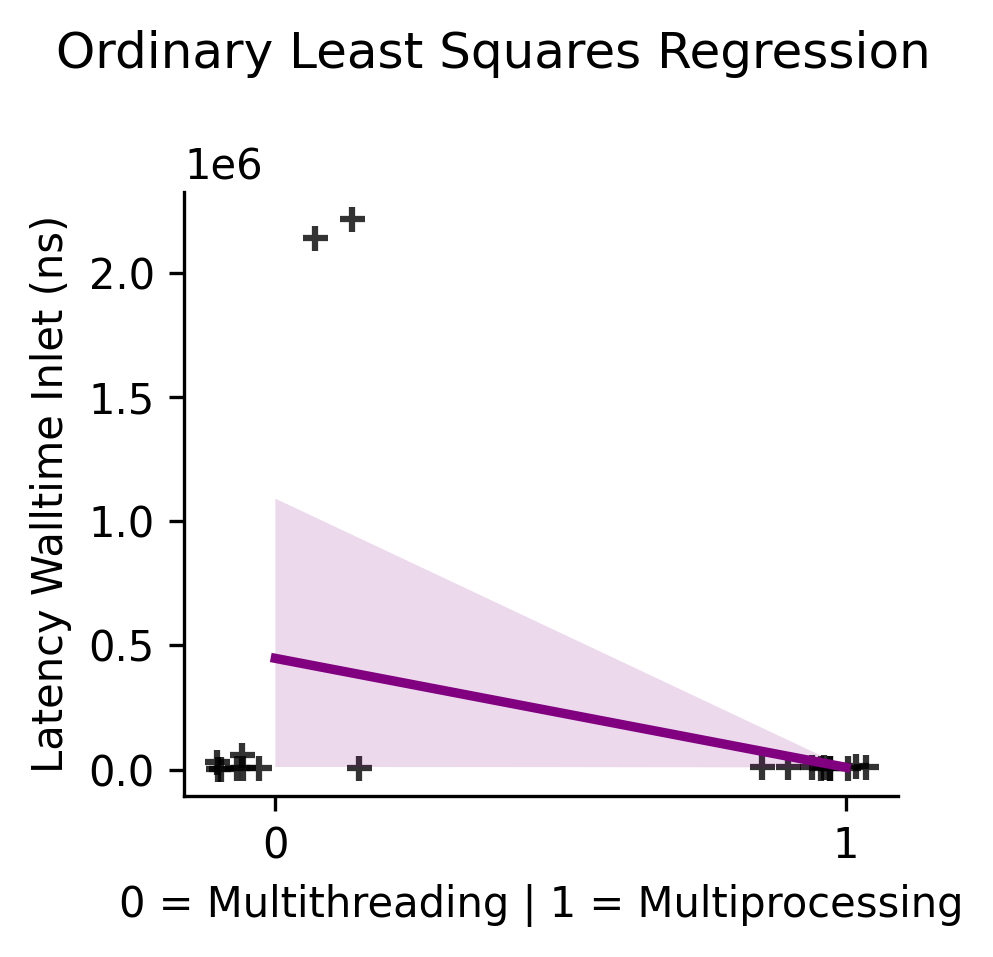 Ordinary Least Squares Regression
1e6
Latency Walltime Inlet (ns)
2.0
1.5
1.0
0.5
0.0
0 1
0 = Multithreading | 1 = Multiprocessing